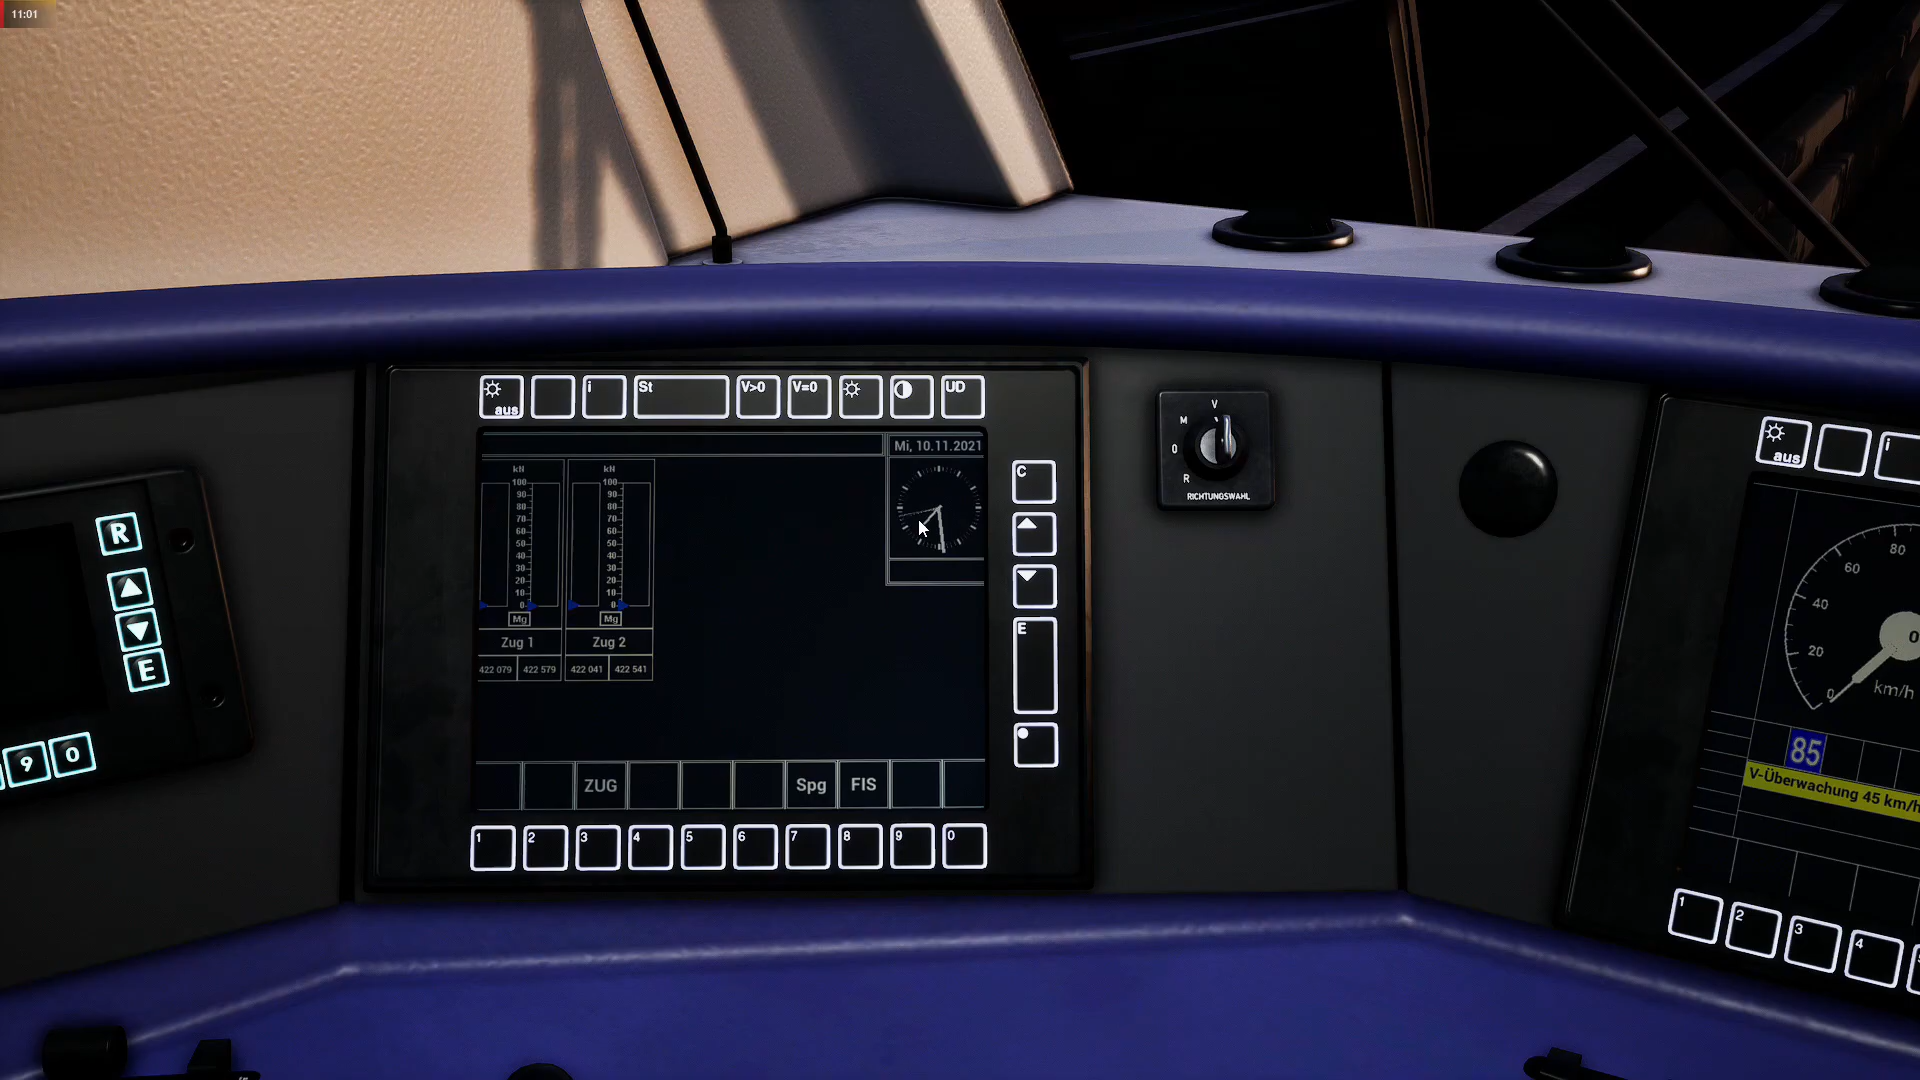 11:01
aus
i
St
V>0
V=0
UD
Mi, 10.11.2021
kN
100
90
80
70
60
50
40
30
20
10
0
Mg
Zug 1
422 079
422 579
kN
100
90
80
70
60
50
40
30
20
10
0
Mg
Zug 2
422 041
422 541
ZUG
Spg
FIS
1
2
3
4
5
6
7
8
9
0
C
E
R
E
9
0
V
M
0
R
RICHTUNGSWAHL
aus
i
80
60
40
20
0
0
km/h
85
V-Überwachung 45 km/h
1
2
3
4